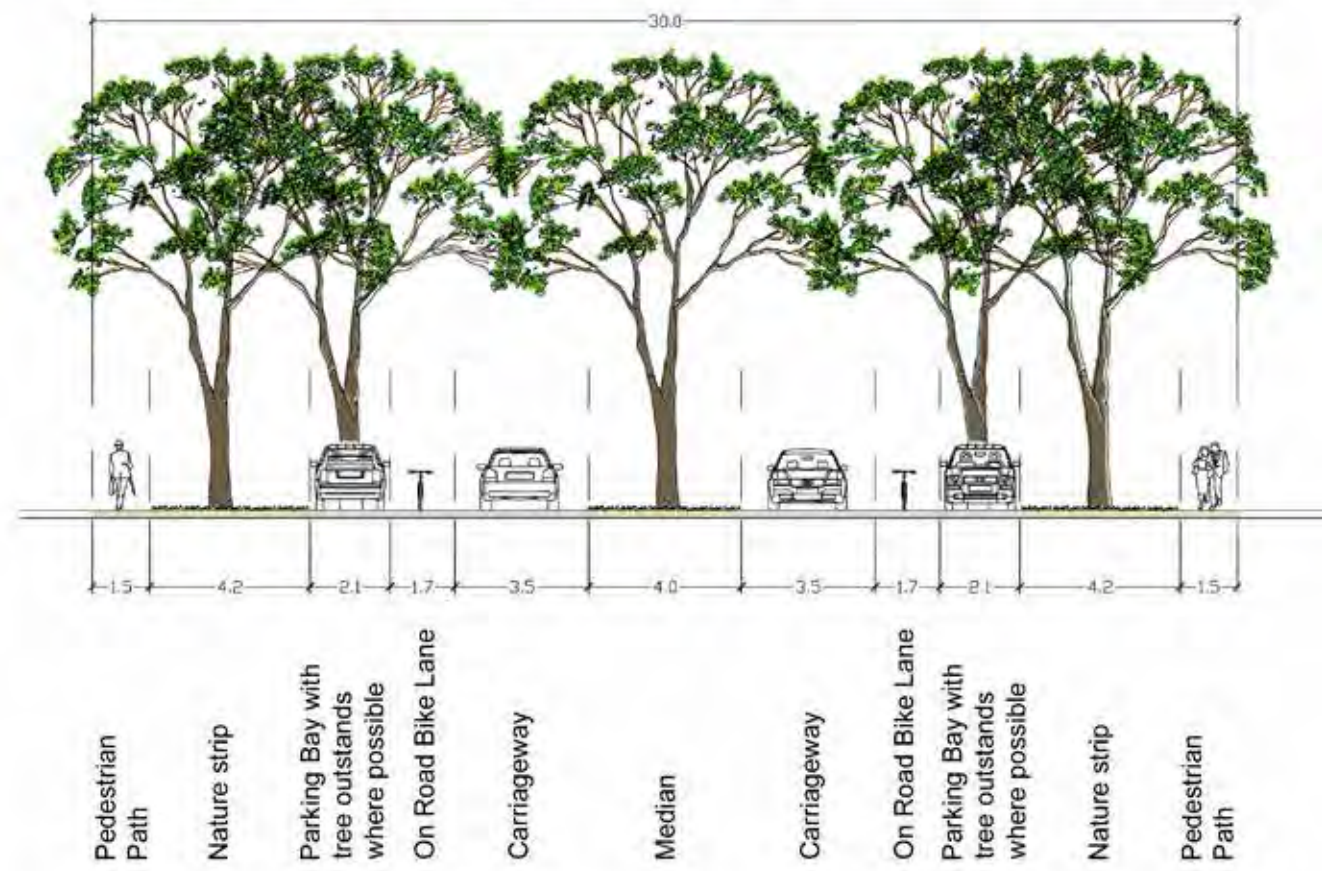 30.0
1.5 4.2 2.1 1.7 3.5 4.0 3.5 1.7 2.1 4.2 1.5
Pedestrian
Path
Nature strip
Parking Bay with
tree outstands
where possible
On Road Bike Lane
Carriageway
Median
Carriageway
On Road Bike Lane
Parking Bay with
tree outstands
where possible
Nature strip
Pedestrian
Path